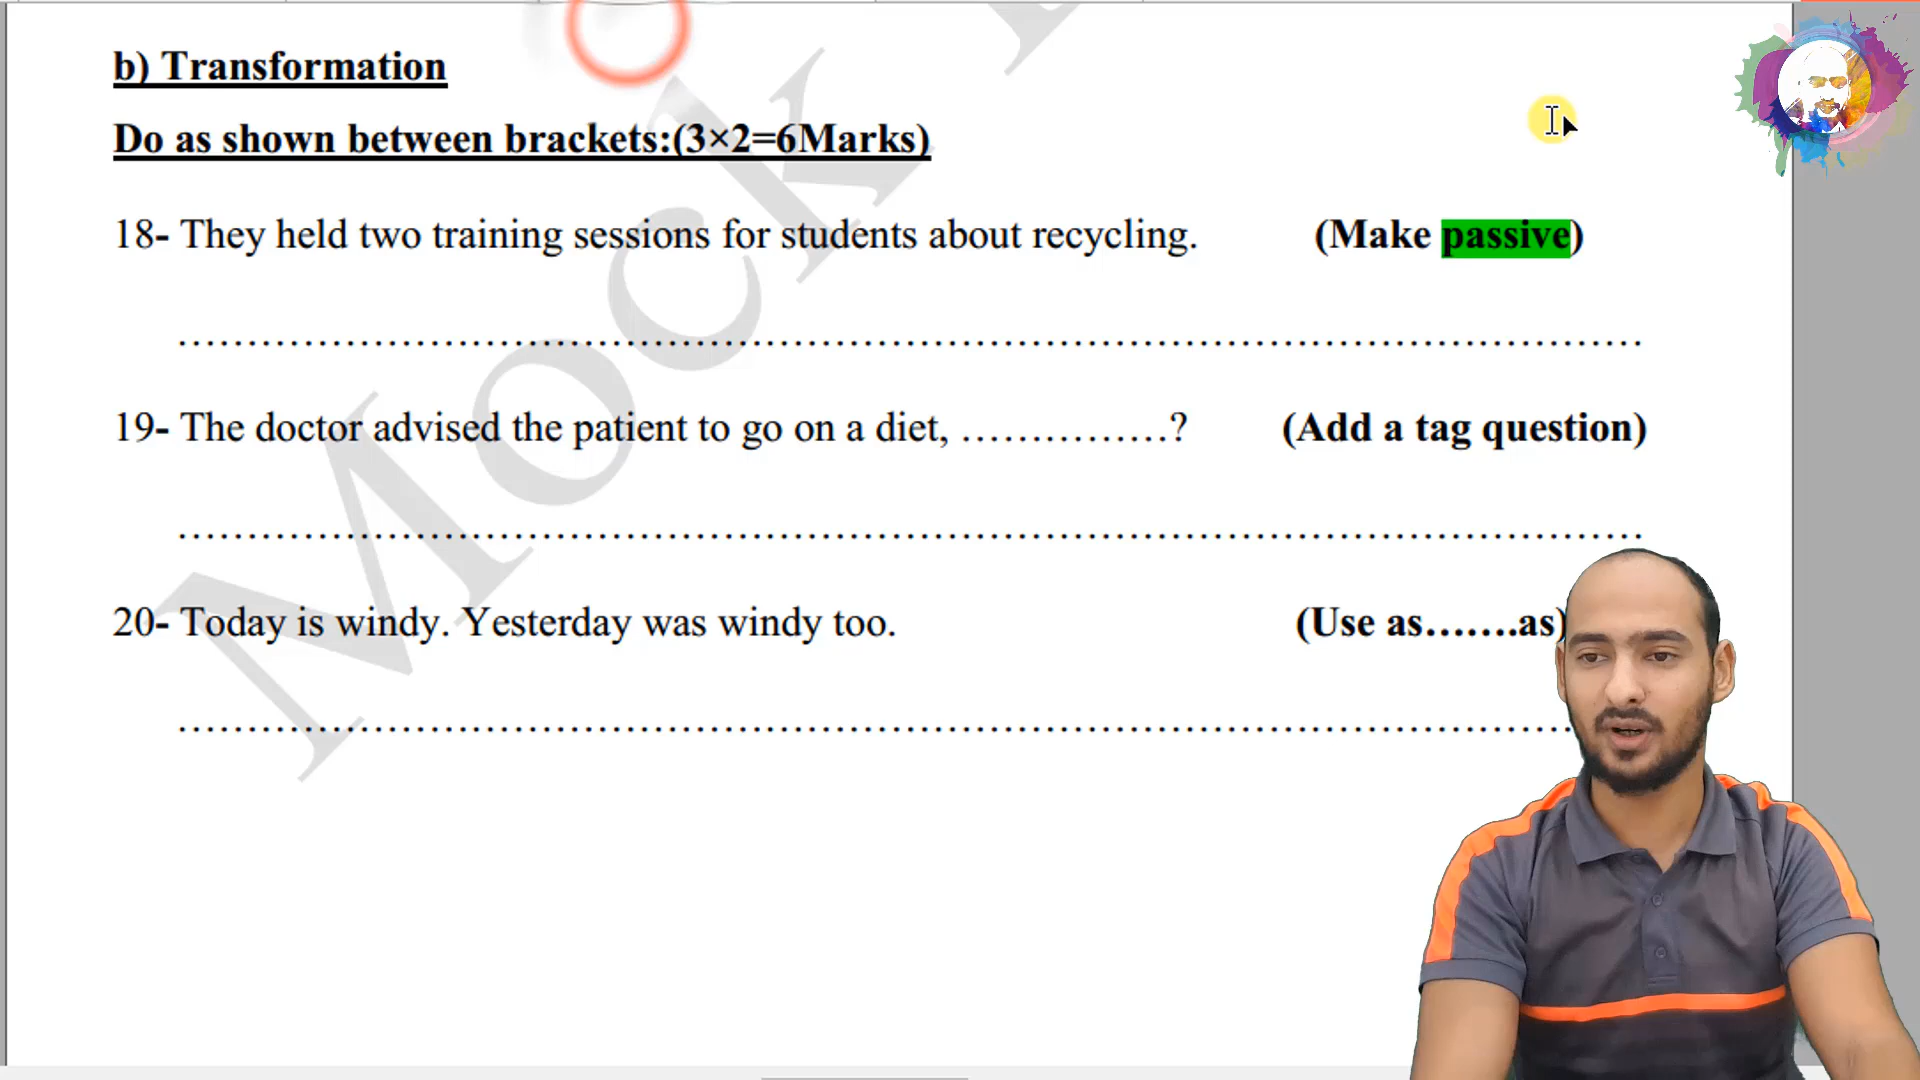 b) Transformation
Do as shown between brackets:(3×2=6Marks)
18- They held two training sessions for students about recycling. (Make passive)
................................................................................................................
19- The doctor advised the patient to go on a diet, ...............? (Add a tag question)
................................................................................................................
20- Today is windy. Yesterday was windy too. (Use as.......as)
................................................................................................................
Mock